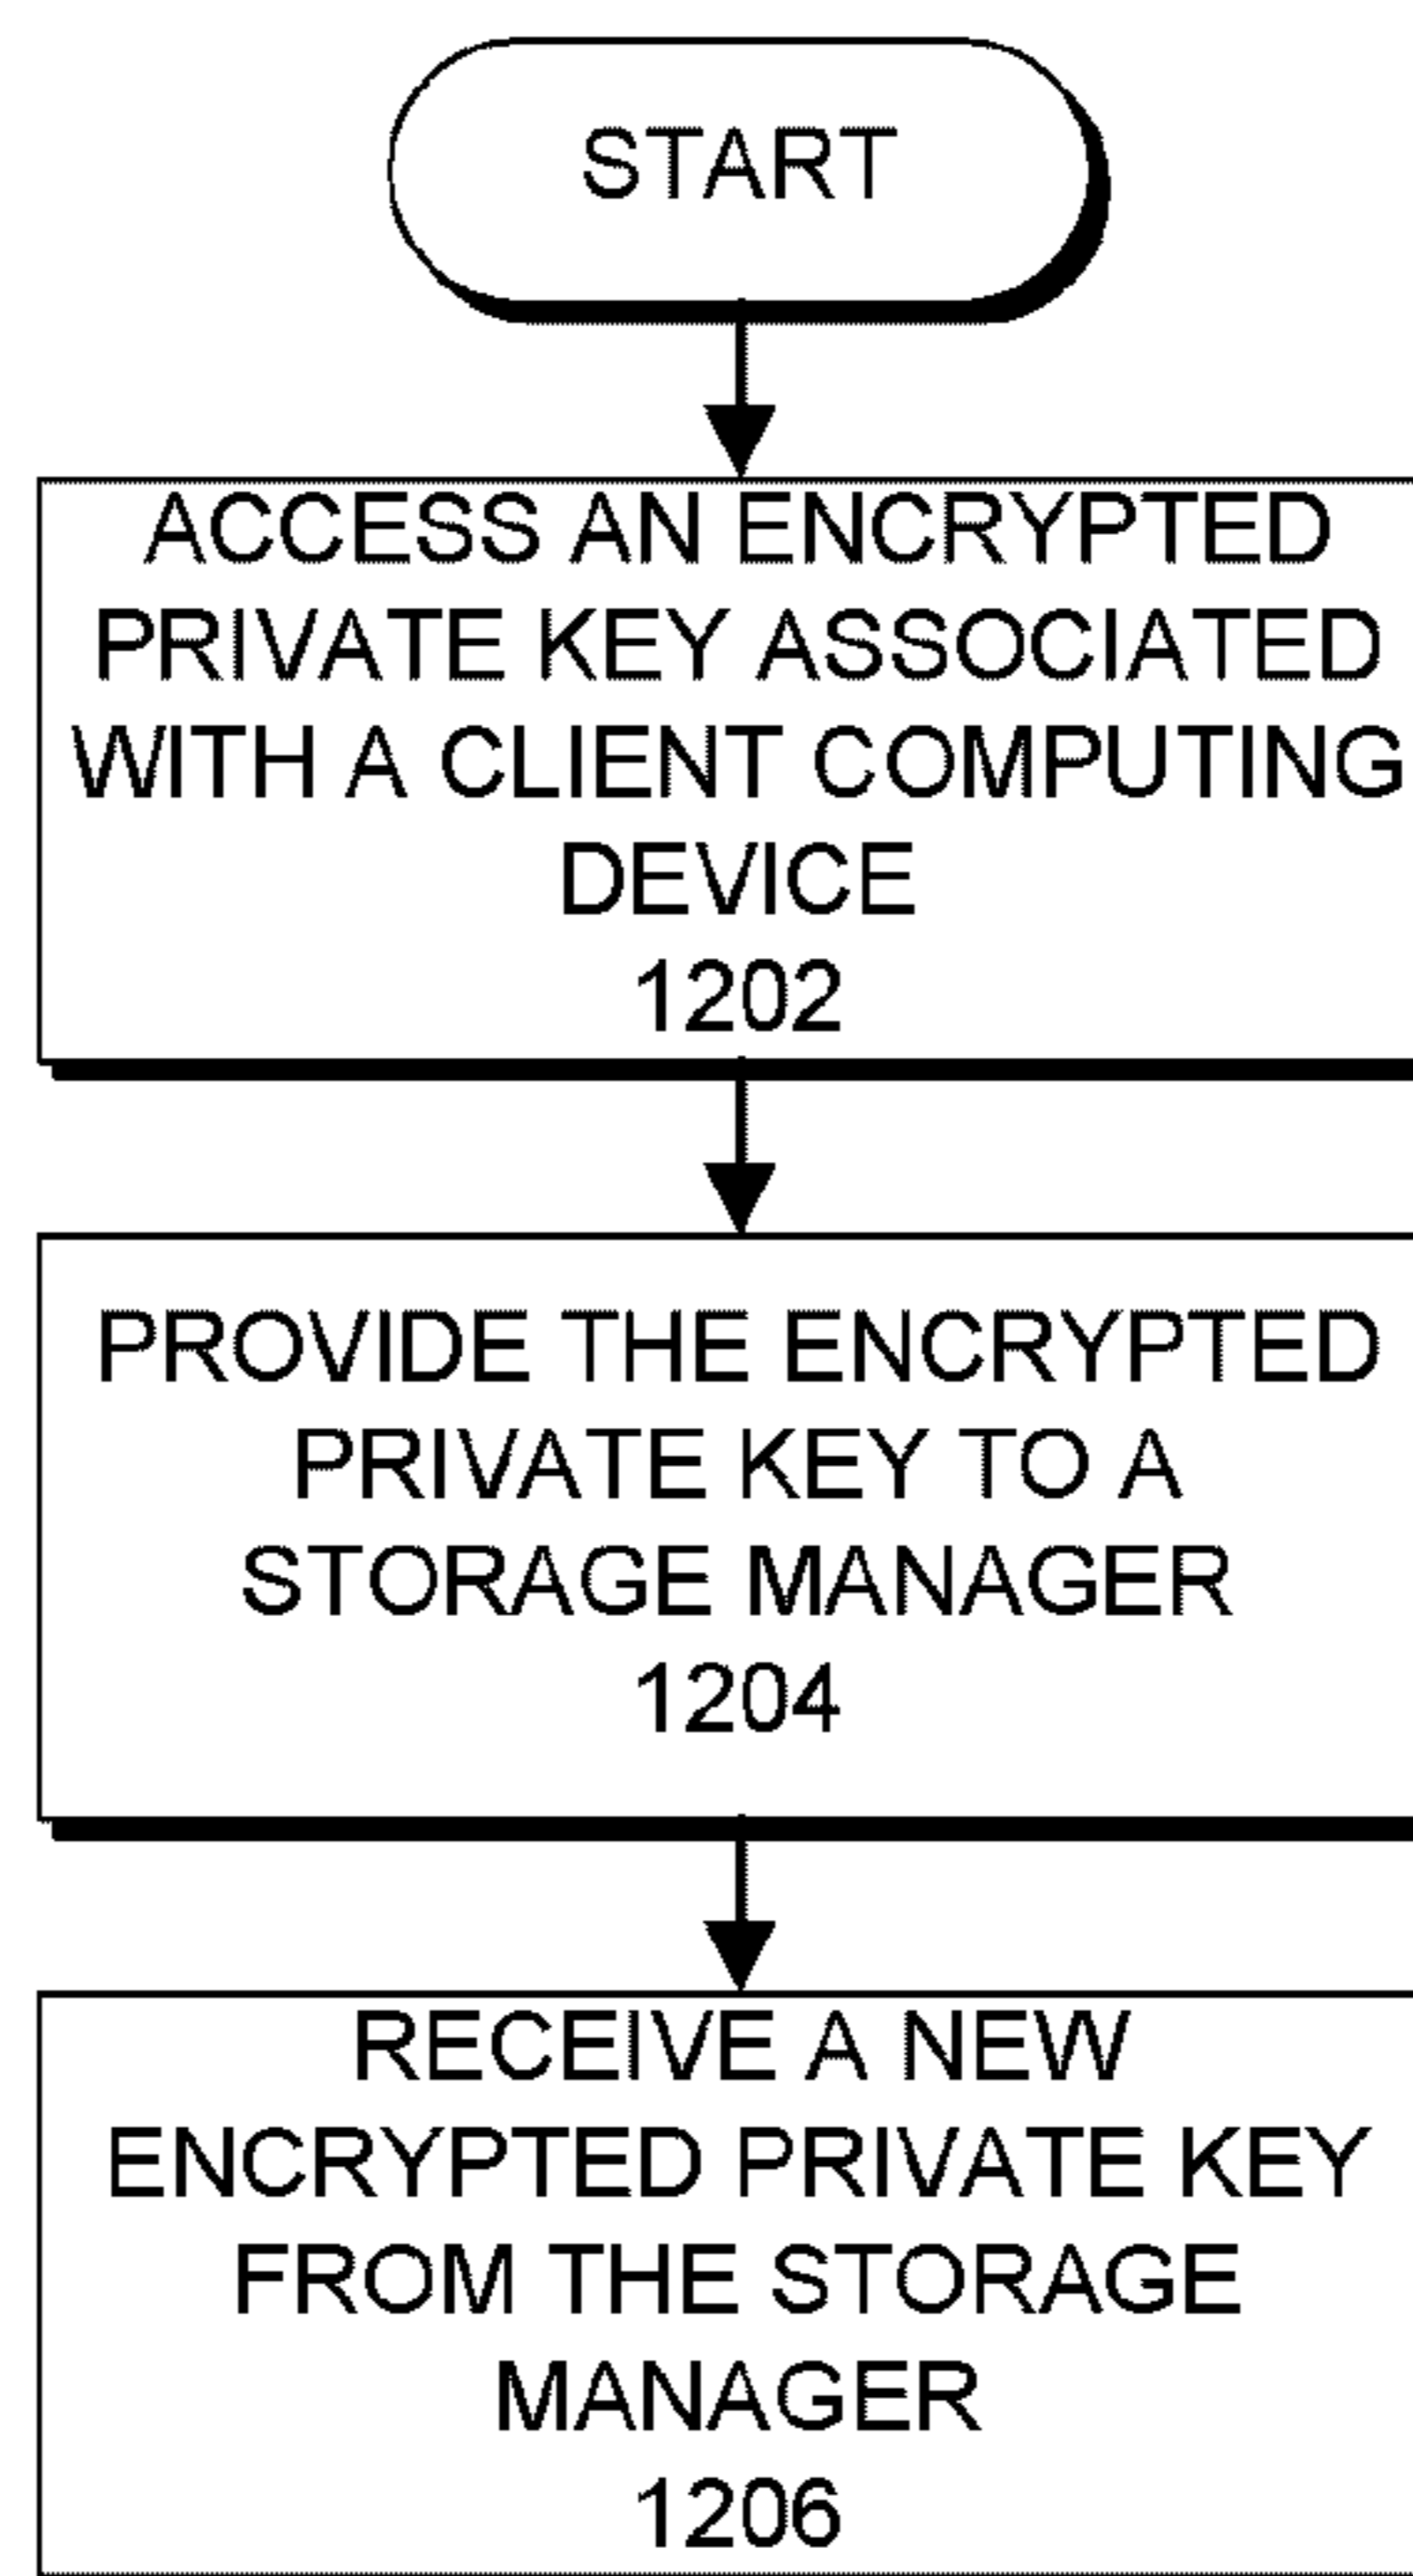 START
ACCESS AN ENCRYPTED
PRIVATE KEY ASSOCIATED
WITH A CLIENT COMPUTING
DEVICE
1202
PROVIDE THE ENCRYPTED
PRIVATE KEY TO A
STORAGE MANAGER
1204
RECEIVE A NEW
ENCRYPTED PRIVATE KEY
FROM THE STORAGE
MANAGER
1206